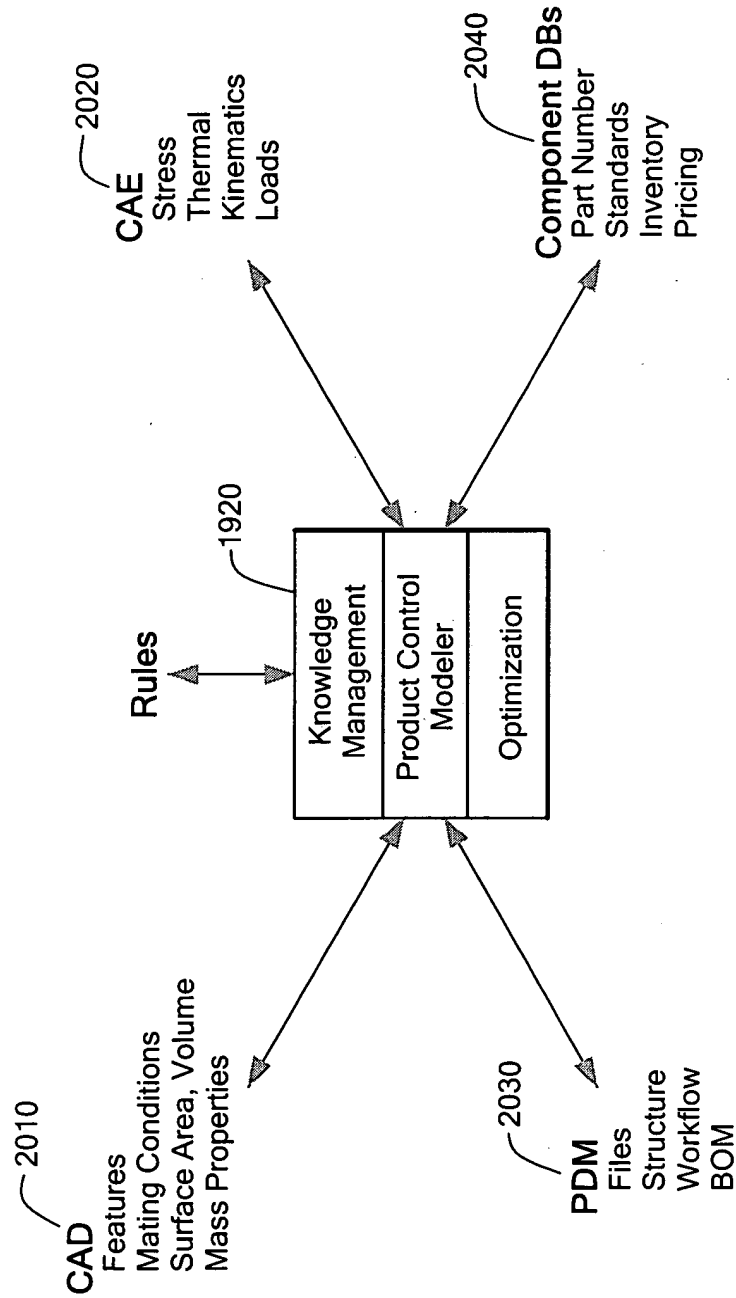 2010
CAD
Features
Mating Conditions
Surface Area, Volume
Mass Properties
Rules
2020
CAE
Stress
Thermal
Kinematics
Loads
1920
Knowledge
Management
Product Control
Modeler
Optimization
2030
PDM
Files
Structure
Workflow
BOM
2040
Component DBs
Part Number
Standards
Inventory
Pricing